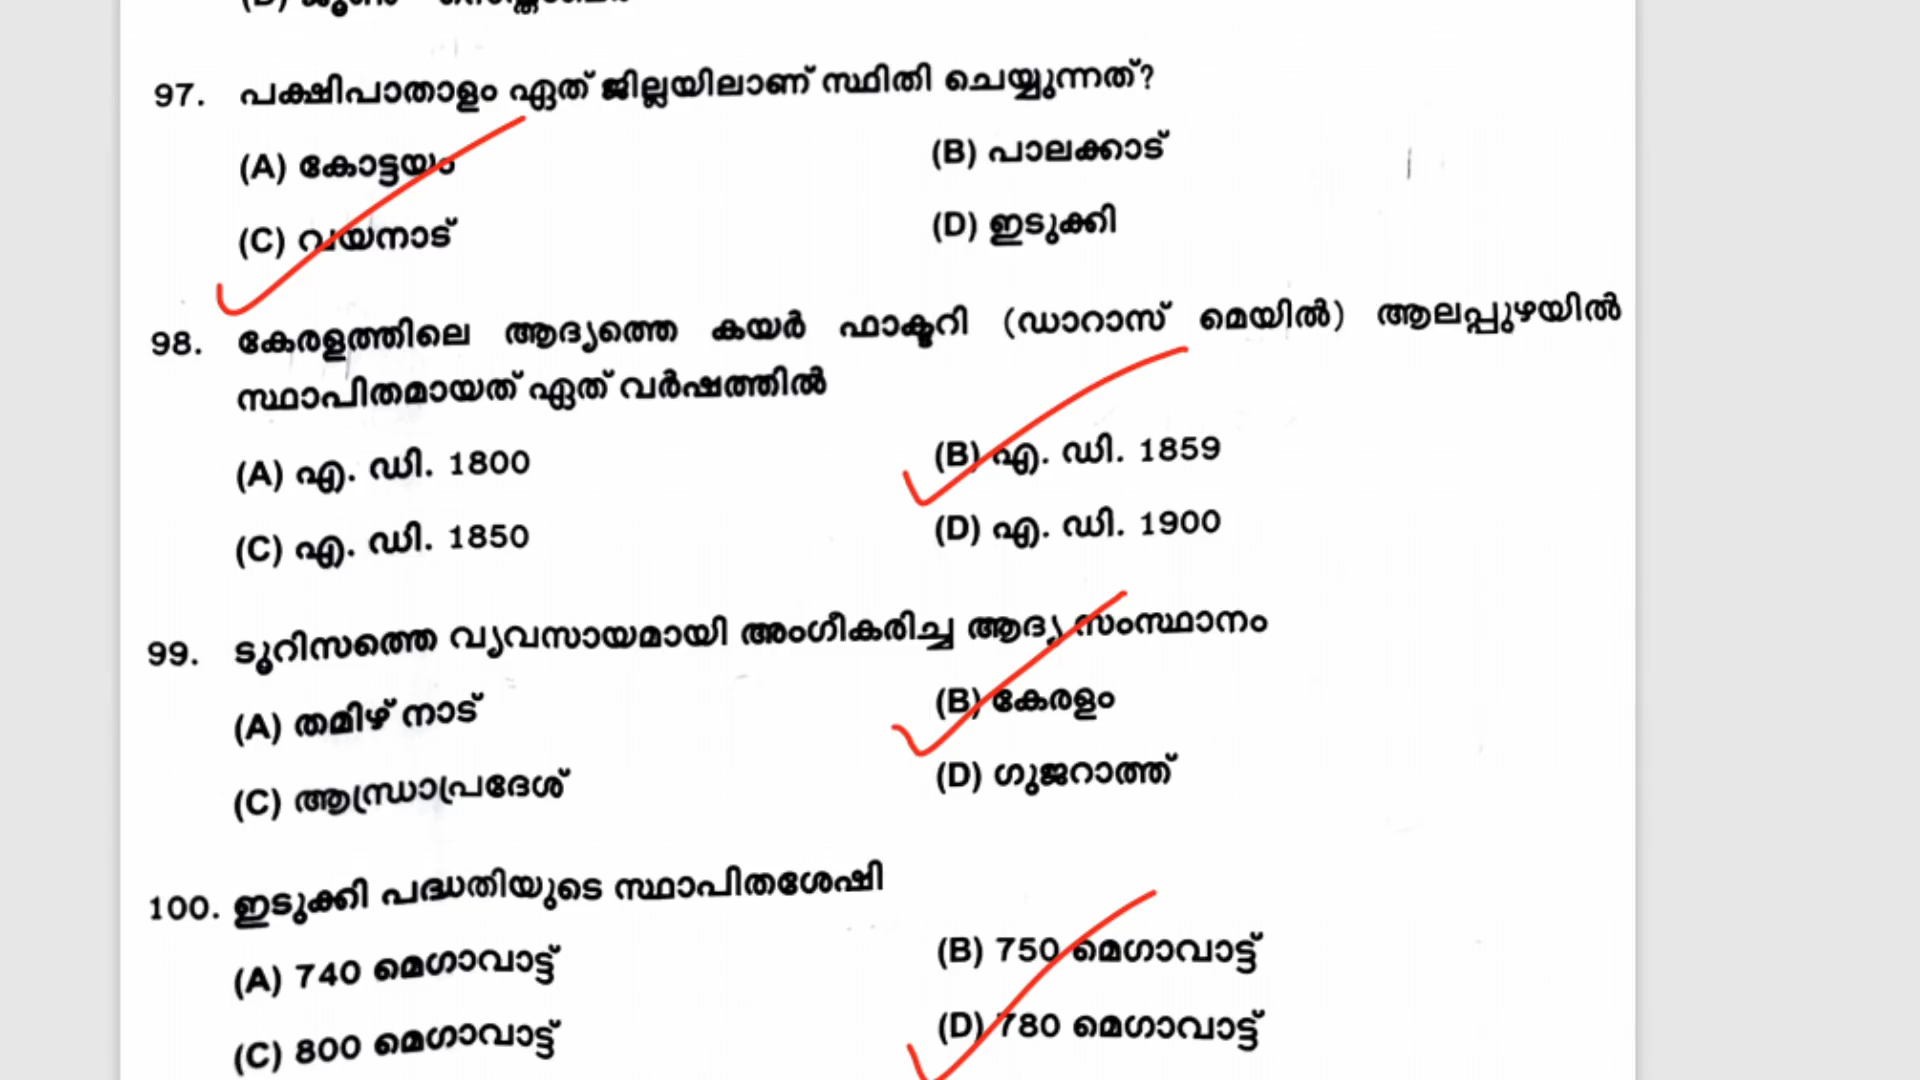 97. പക്ഷിപാതാളം ഏത് ജില്ലയിലാണ് സ്ഥിതി ചെയ്യുന്നത്?
(A) കോട്ടയം (B) പാലക്കാട്
(C) വയനാട് (D) ഇടുക്കി
98. കേരളത്തിലെ ആദ്യത്തെ കയർ ഫാക്ടറി (ഡാറാസ് മെയിൽ) ആലപ്പുഴയിൽ
സ്ഥാപിതമായത് ഏത് വർഷത്തിൽ
(A) എ. ഡി. 1800 (B) എ. ഡി. 1859
(C) എ. ഡി. 1850 (D) എ. ഡി. 1900
99. ടൂറിസത്തെ വ്യവസായമായി അംഗീകരിച്ച ആദ്യ സംസ്ഥാനം
(A) തമിഴ് നാട് (B) കേരളം
(C) ആന്ധ്രാപ്രദേശ് (D) ഗുജറാത്ത്
100. ഇടുക്കി പദ്ധതിയുടെ സ്ഥാപിതശേഷി
(A) 740 മെഗാവാട്ട് (B) 750 മെഗാവാട്ട്
(C) 800 മെഗാവാട്ട് (D) 780 മെഗാവാട്ട്